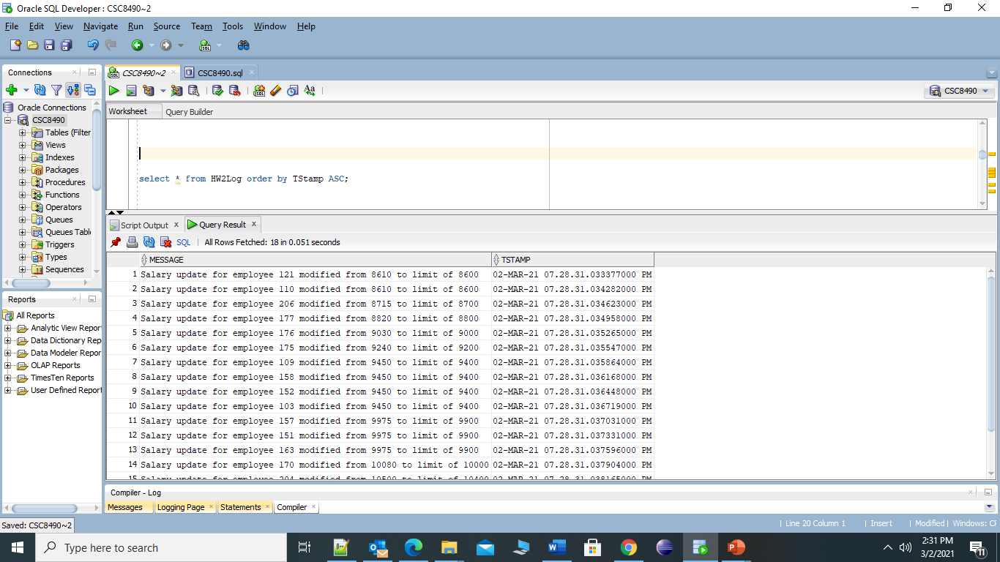 Oracle SQL Developer : CSC8490~2
File Edit View Navigate Run Source Team Tools Window Help
Connections
CSC8490~2
CSC8490.sql
CSC8490
Worksheet
Query Builder
Oracle Connections
CSC8490
Tables (Filter
Views
Indexes
Packages
Procedures
Functions
Operators
Queues
Queues Tabl
Triggers
Types
Sequences
select * from HW2Log order by TStamp ASC;
Script Output
Query Result
SQL | All Rows Fetched: 18 in 0.051 seconds
MESSAGE TSTAMP
1 Salary update for employee 121 modified from 8610 to limit of 8600 02-MAR-21 07.28.31.033377000 PM
2 Salary update for employee 110 modified from 8610 to limit of 8600 02-MAR-21 07.28.31.034282000 PM
3 Salary update for employee 206 modified from 8715 to limit of 8700 02-MAR-21 07.28.31.034623000 PM
4 Salary update for employee 177 modified from 8820 to limit of 8800 02-MAR-21 07.28.31.034958000 PM
5 Salary update for employee 176 modified from 9030 to limit of 9000 02-MAR-21 07.28.31.035265000 PM
6 Salary update for employee 175 modified from 9240 to limit of 9200 02-MAR-21 07.28.31.035547000 PM
7 Salary update for employee 109 modified from 9450 to limit of 9400 02-MAR-21 07.28.31.035864000 PM
8 Salary update for employee 158 modified from 9450 to limit of 9400 02-MAR-21 07.28.31.036168000 PM
9 Salary update for employee 152 modified from 9450 to limit of 9400 02-MAR-21 07.28.31.036448000 PM
10 Salary update for employee 103 modified from 9450 to limit of 9400 02-MAR-21 07.28.31.036719000 PM
11 Salary update for employee 157 modified from 9975 to limit of 9900 02-MAR-21 07.28.31.037031000 PM
12 Salary update for employee 151 modified from 9975 to limit of 9900 02-MAR-21 07.28.31.037331000 PM
13 Salary update for employee 163 modified from 9975 to limit of 9900 02-MAR-21 07.28.31.037596000 PM
14 Salary update for employee 170 modified from 10080 to limit of 10000 02-MAR-21 07.28.31.037904000 PM
15 Salary update for employee 204 modified from 10500 to limit of 10400 02-MAR-21 07.28.31.038165000 PM
Reports
All Reports
Analytic View Repor
Data Dictionary Rep
Data Modeler Repor
OLAP Reports
TimesTen Reports
User Defined Report
Compiler - Log
Messages Logging Page Statements Compiler
Saved: CSC8490~2
| Line 20 Column 1 | Insert | Modified | Windows: CF
Type here to search
2:31 PM
3/2/2021
11